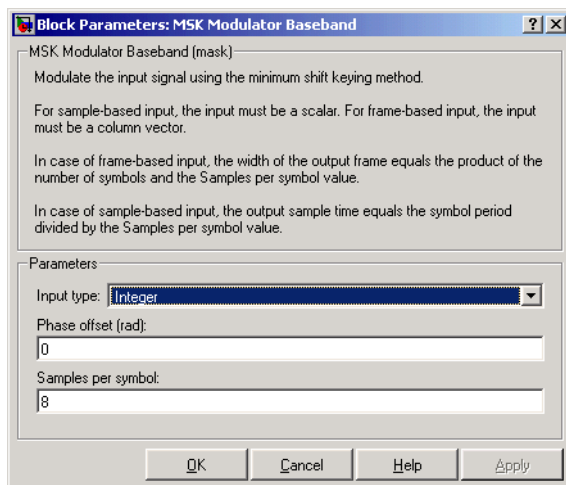 Block Parameters: MSK Modulator Baseband
MSK Modulator Baseband (mask)
Modulate the input signal using the minimum shift keying method.
For sample-based input, the input must be a scalar. For frame-based input, the input
must be a column vector.
In case of frame-based input, the width of the output frame equals the product of the
number of symbols and the Samples per symbol value.
In case of sample-based input, the output sample time equals the symbol period
divided by the Samples per symbol value.
Parameters
Input type: Integer
Phase offset (rad):
0
Samples per symbol:
8
OK Cancel Help Apply